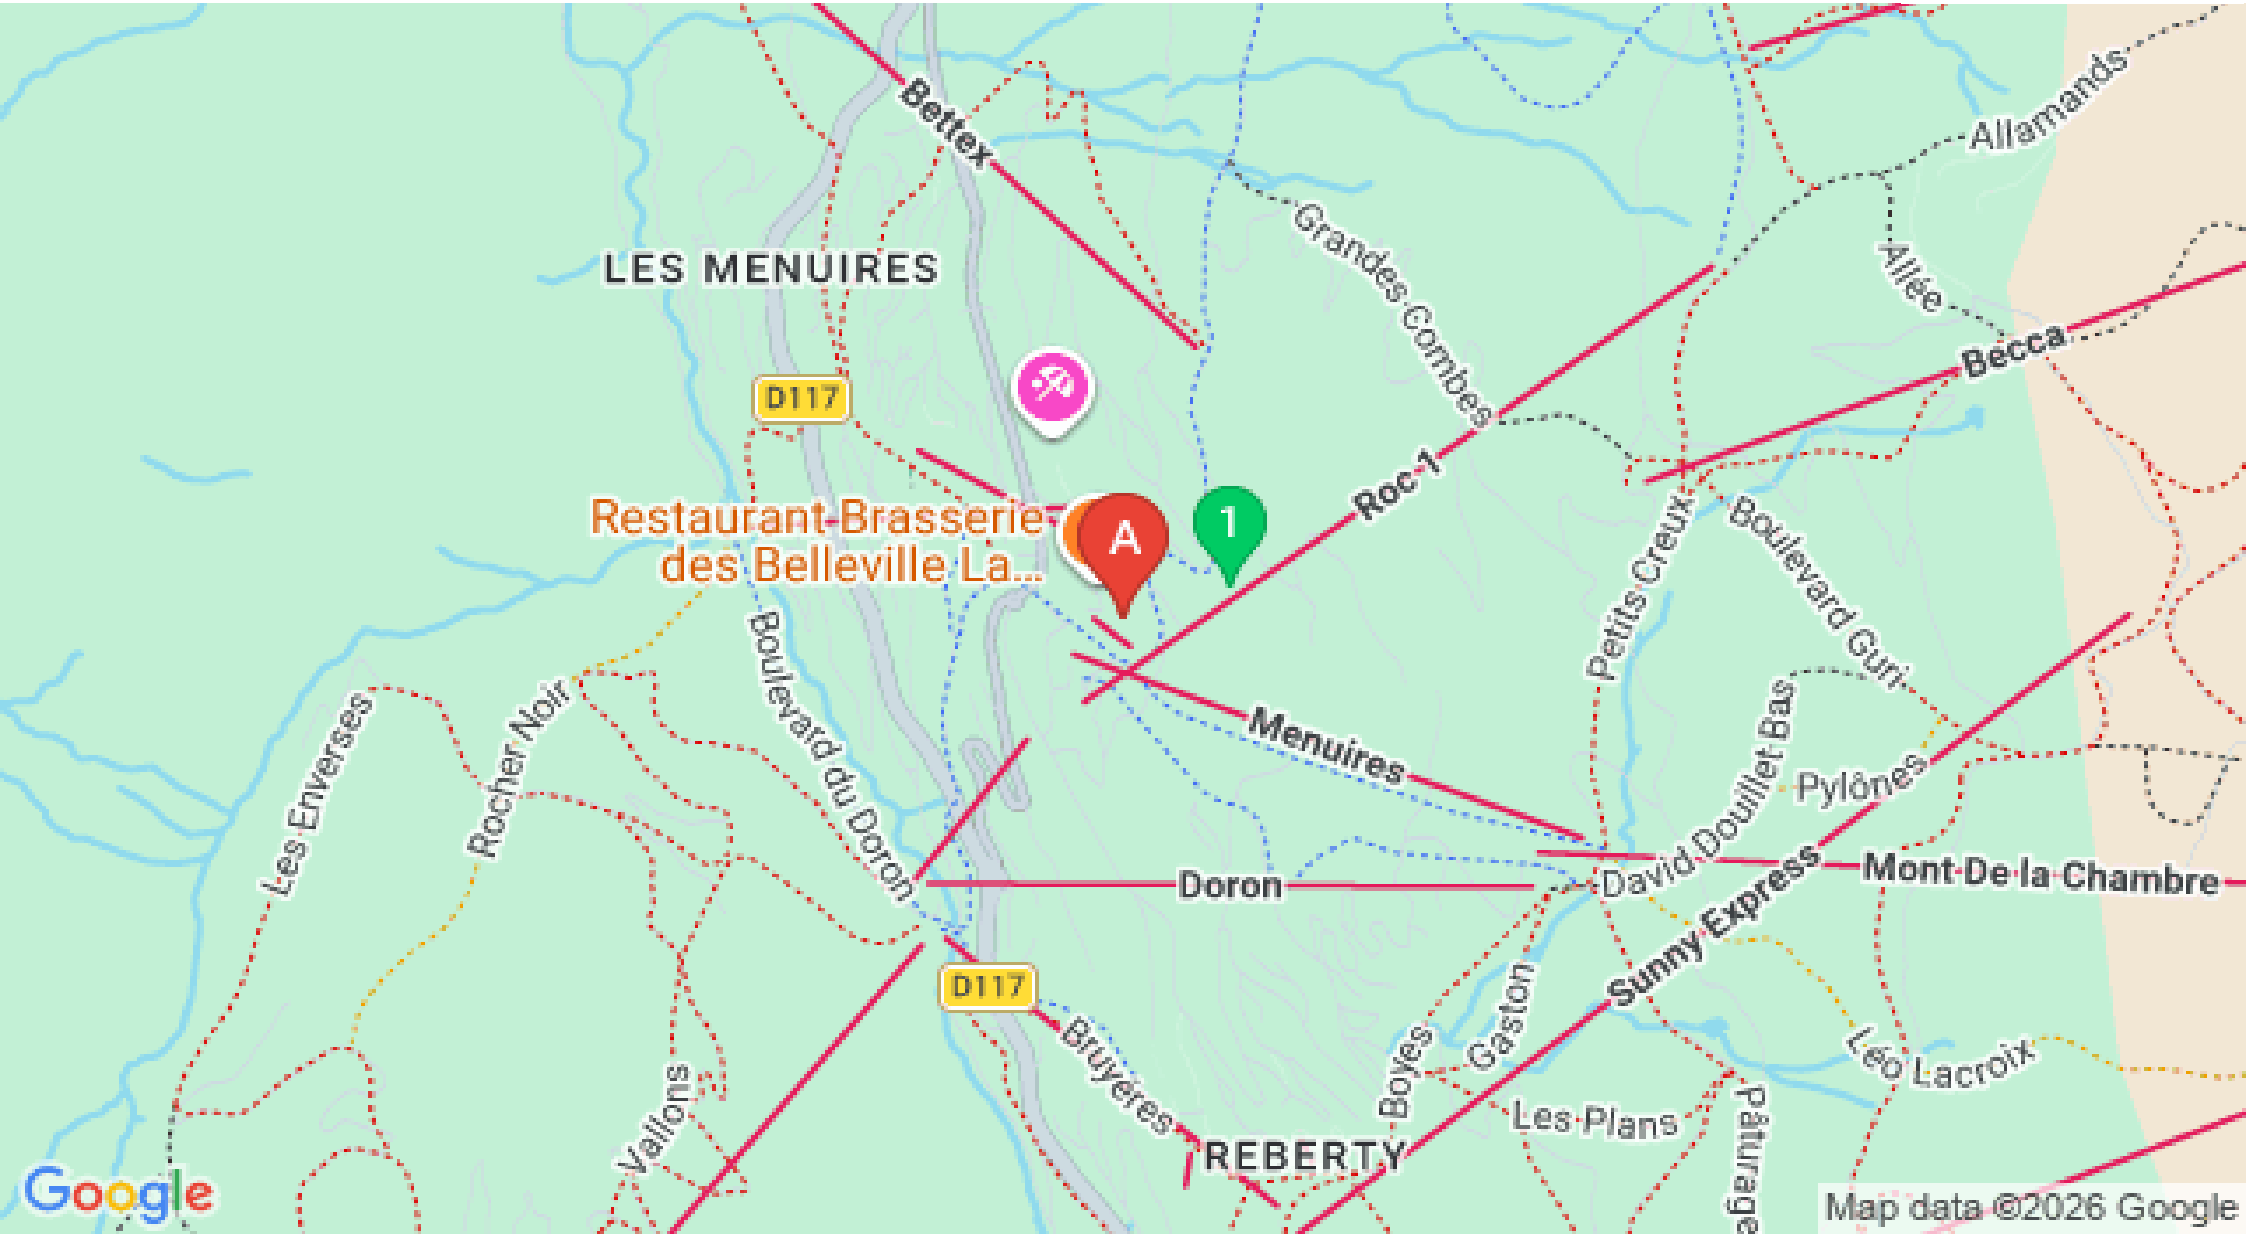 Bettex
Allamands
Grandes Combes
Allée
LES MENUIRES
Becca
D117
Roc 1
Restaurant Brasserie
des Belleville La...
A
1
Petits Creux
Boulevard Guri
Boulevard du Doron
Les Enverses
Rocher Noir
Menuires
David Douillet Bas
Pylônes
Doron
Mont De la Chambre
Sunny Express
D117
Gaston
Bruyères
Boyes
Léo Lacroix
Vallons
Les Plans
Pâturage
REBERTY
Google
Map data ©2026 Google